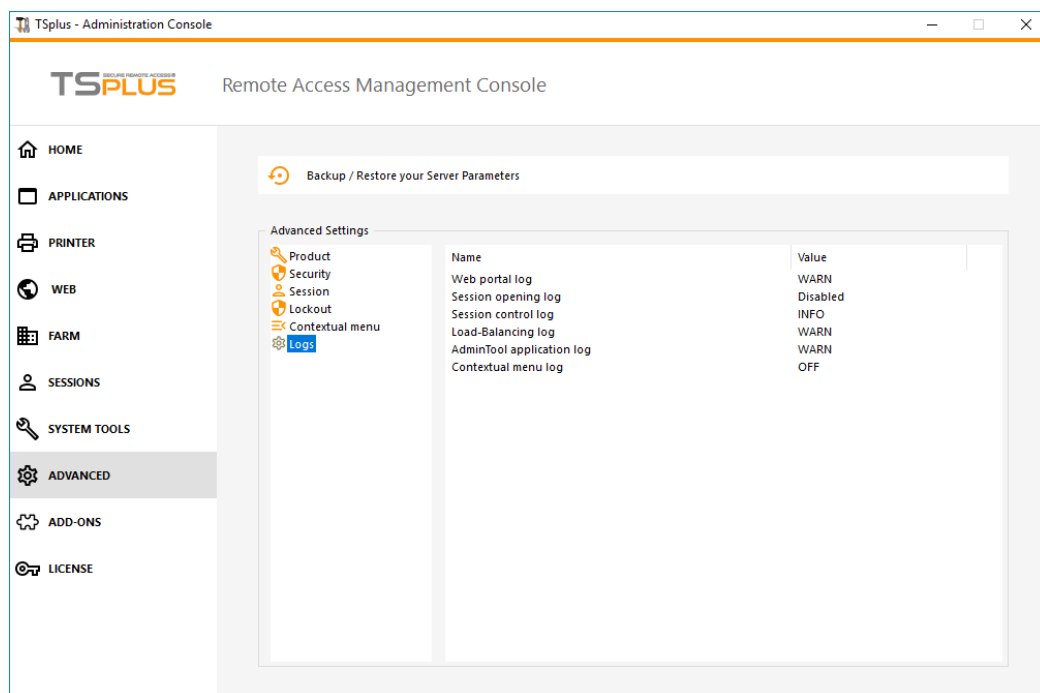 TSplus - Administration Console
TSPLUS SECURE REMOTE ACCESS®
Remote Access Management Console
HOME
APPLICATIONS
PRINTER
WEB
FARM
SESSIONS
SYSTEM TOOLS
ADVANCED
ADD-ONS
LICENSE
Backup / Restore your Server Parameters
Advanced Settings
Product
Security
Session
Lockout
Contextual menu
Logs
Name Value
Web portal log WARN
Session opening log Disabled
Session control log INFO
Load-Balancing log WARN
AdminTool application log WARN
Contextual menu log OFF